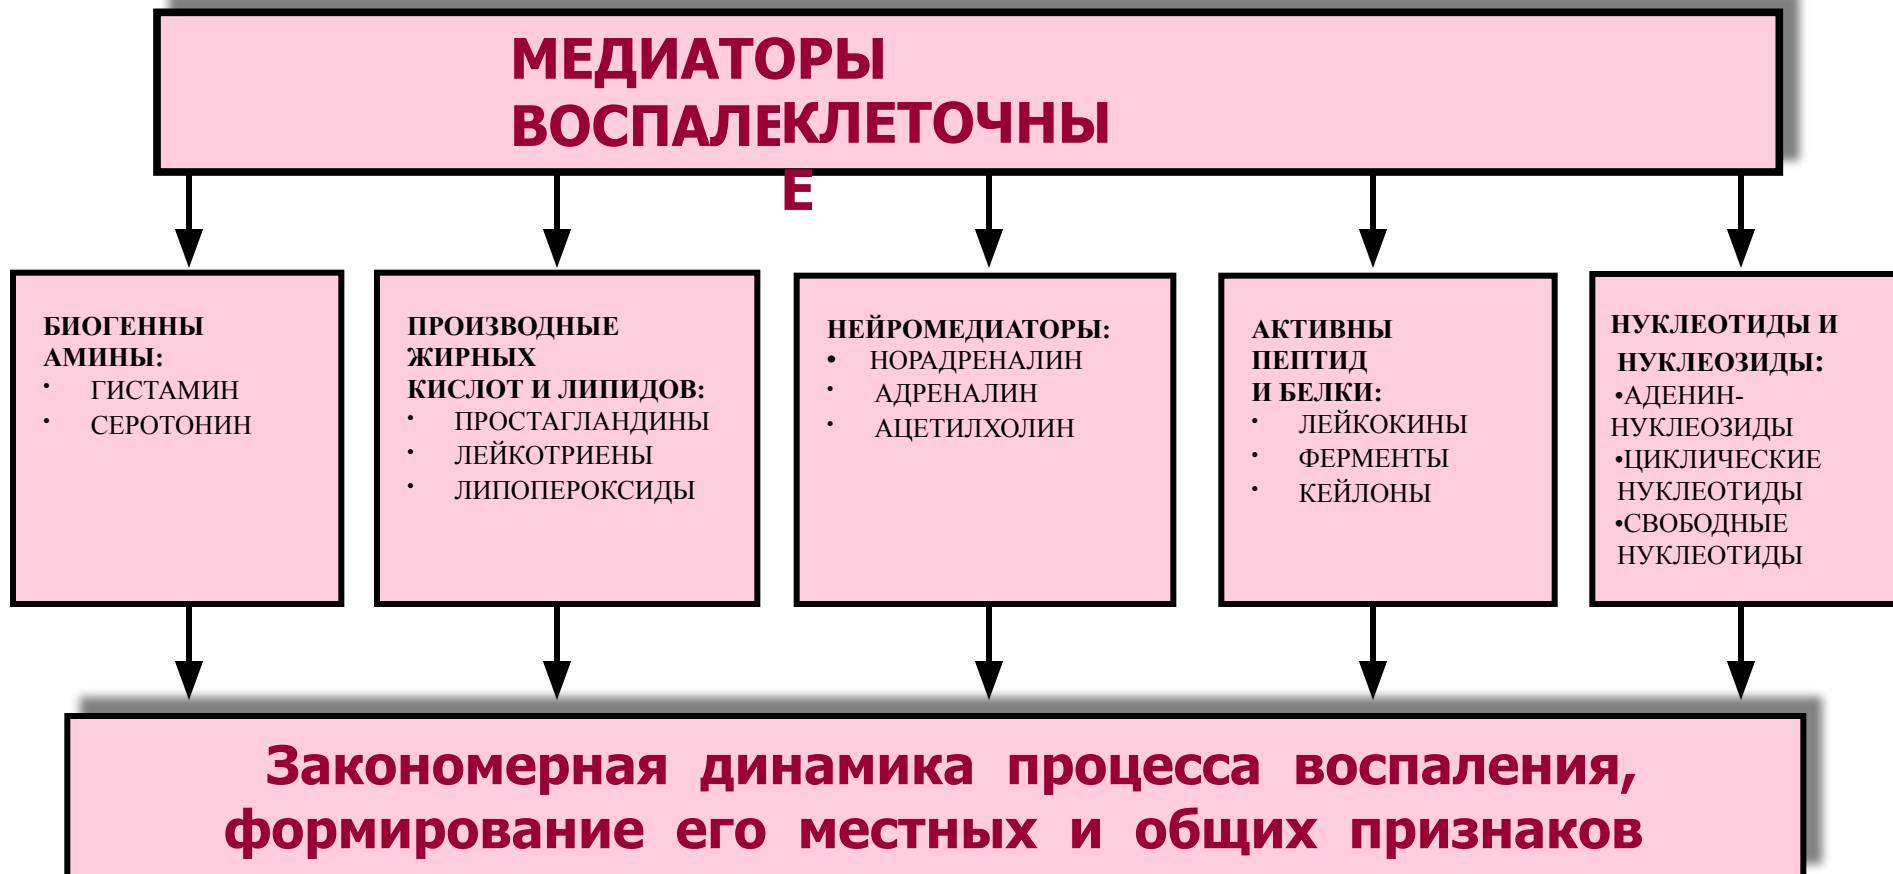 МЕДИАТОРЫ
ВОСПАЛЕ
КЛЕТОЧНЫ
Е
БИОГЕННЫ
АМИНЫ:
• ГИСТАМИН
• СЕРОТОНИН
ПРОИЗВОДНЫЕ
ЖИРНЫХ
КИСЛОТ И ЛИПИДОВ:
• ПРОСТАГЛАНДИНЫ
• ЛЕЙКОТРИЕНЫ
• ЛИПОПЕРОКСИДЫ
НЕЙРОМЕДИАТОРЫ:
• НОРАДРЕНАЛИН
• АДРЕНАЛИН
• АЦЕТИЛХОЛИН
АКТИВНЫ
ПЕПТИД
И БЕЛКИ:
• ЛЕЙКОКИНЫ
• ФЕРМЕНТЫ
• КЕЙЛОНЫ
НУКЛЕОТИДЫ И
НУКЛЕОЗИДЫ:
•АДЕНИН-
НУКЛЕОЗИДЫ
•ЦИКЛИЧЕСКИЕ
НУКЛЕОТИДЫ
•СВОБОДНЫЕ
НУКЛЕОТИДЫ
Закономерная динамика процесса воспаления,
формирование его местных и общих признаков